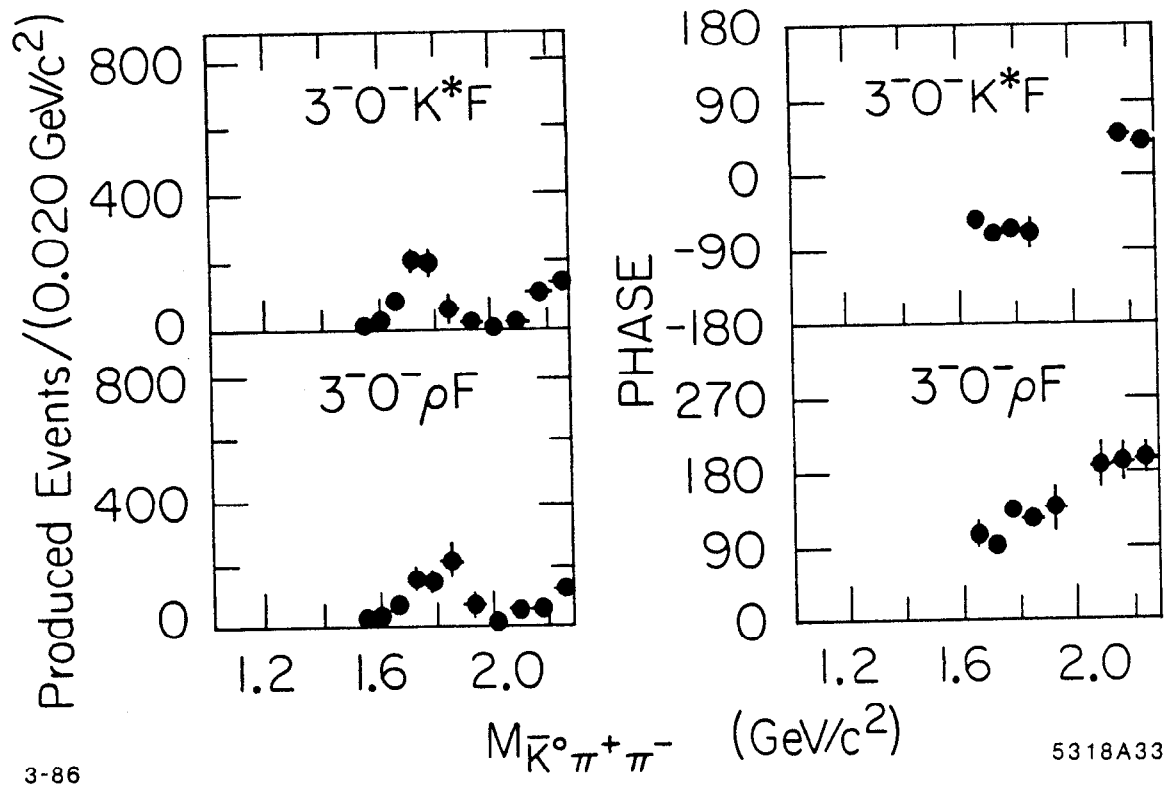 Produced Events/(0.020 GeV/c²)
800
400
0
3⁻0⁻K*F
800
400
0
3⁻0⁻ρF
1.2 1.6 2.0
PHASE
180
90
0
-90
-180
3⁻0⁻K*F
270
180
90
0
3⁻0⁻ρF
1.2 1.6 2.0
M_K̄°π⁺π⁻ (GeV/c²)
3-86
5318A33